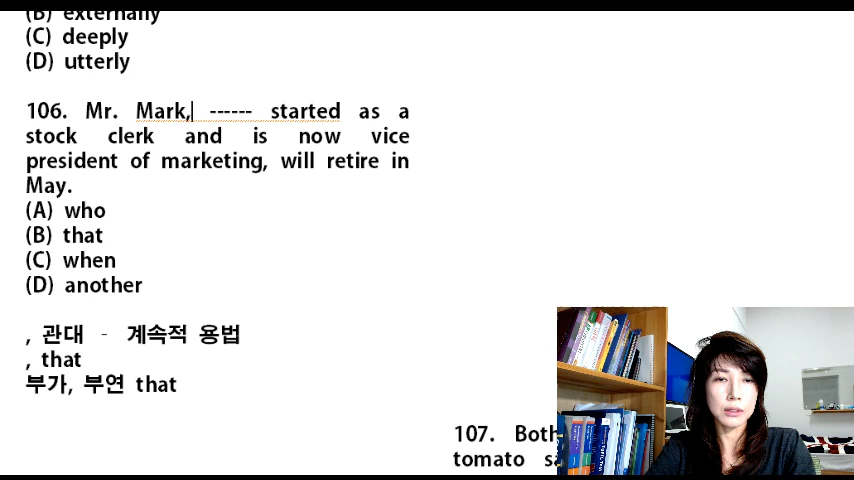 (B) externally
(C) deeply
(D) utterly
106. Mr. Mark, ------ started as a
stock clerk and is now vice
president of marketing, will retire in
May.
(A) who
(B) that
(C) when
(D) another
, 관대 - 계속적 용법
, that
부가, 부연 that
107. Both
tomato